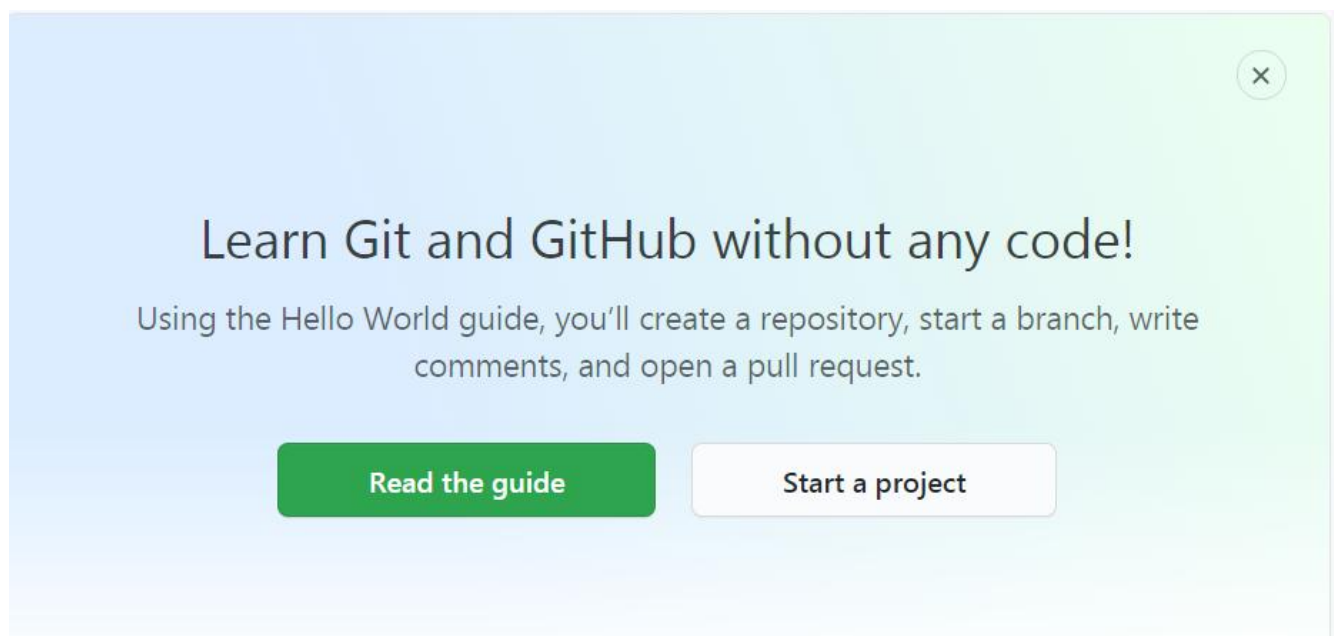 Learn Git and GitHub without any code!
Using the Hello World guide, you’ll create a repository, start a branch, write
comments, and open a pull request.
Read the guide
Start a project